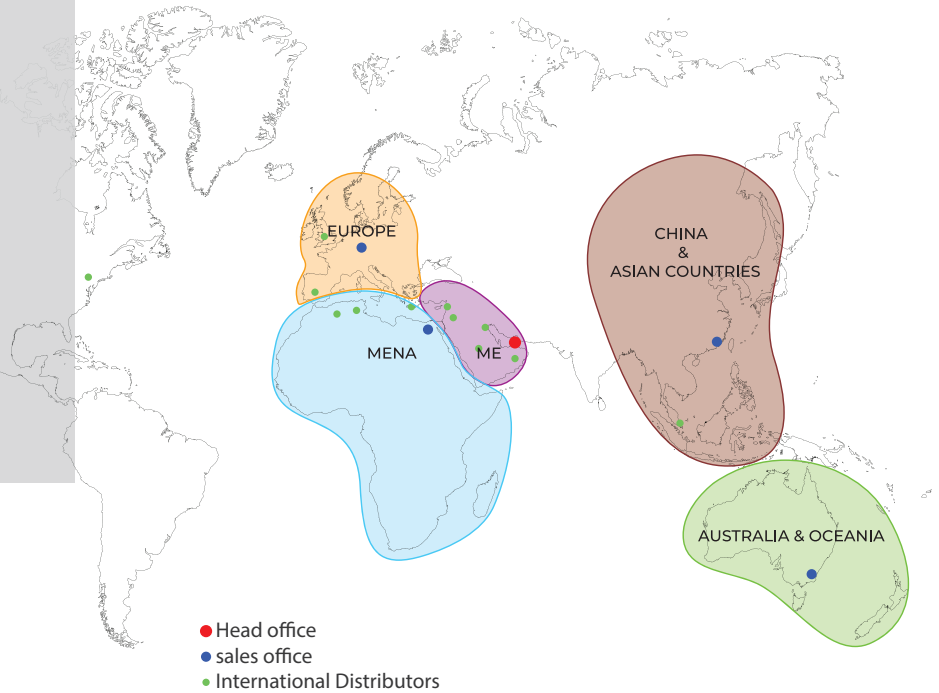 EUROPE
CHINA
&
ASIAN COUNTRIES
MENA
ME
AUSTRALIA & OCEANIA
Head office
sales office
International Distributors